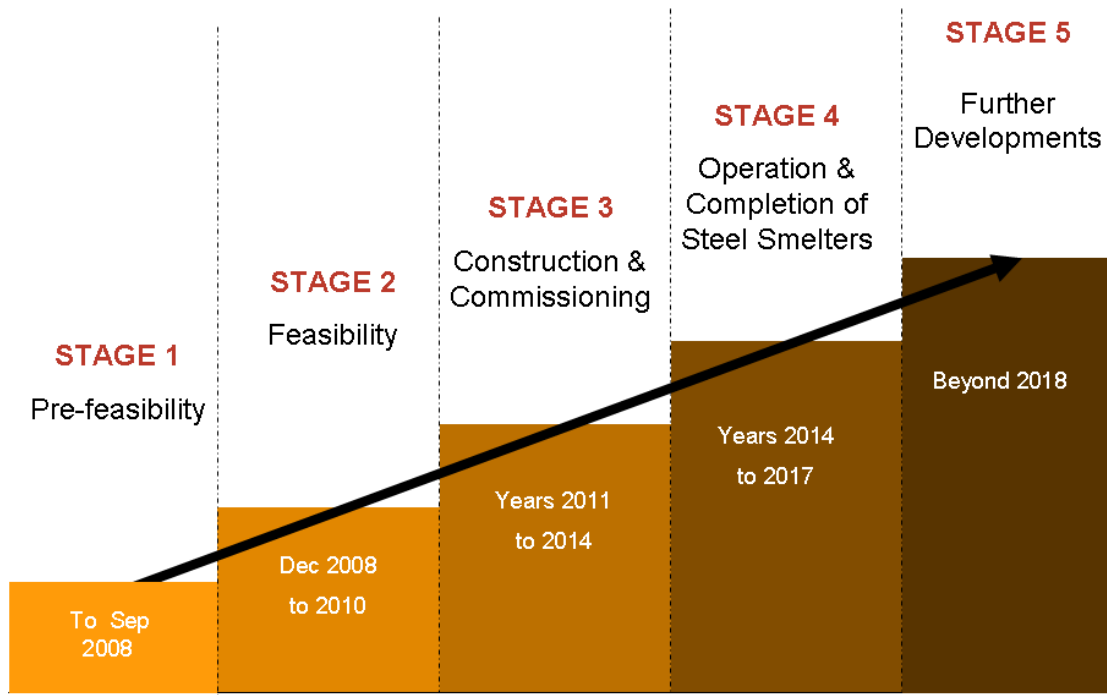 STAGE 1
Pre-feasibility
To Sep
2008
STAGE 2
Feasibility
Dec 2008
to 2010
STAGE 3
Construction &
Commissioning
Years 2011
to 2014
STAGE 4
Operation &
Completion of
Steel Smelters
Years 2014
to 2017
STAGE 5
Further
Developments
Beyond 2018